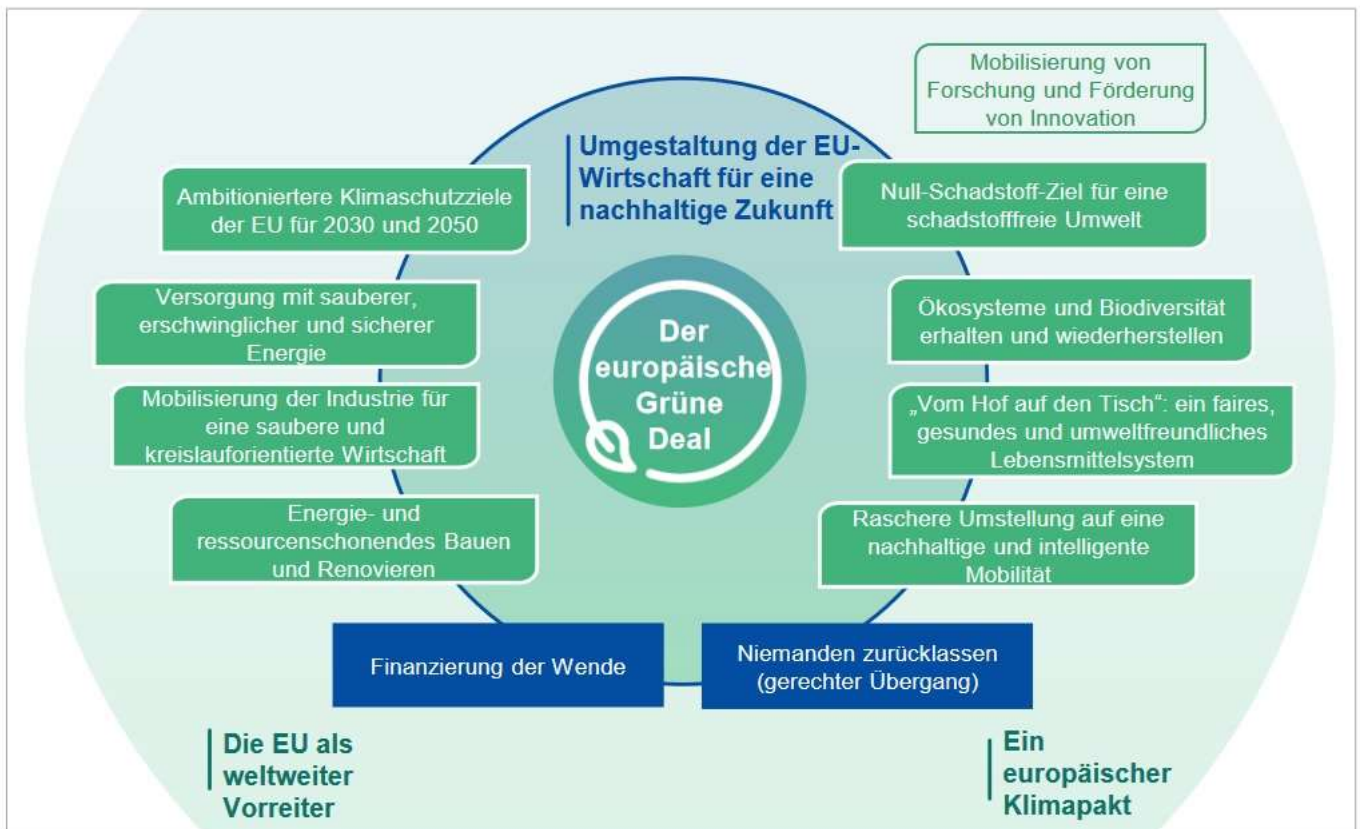 Mobilisierung von
Forschung und Förderung
von Innovation
Umgestaltung der EU-
Wirtschaft für eine
nachhaltige Zukunft
Ambitioniertere Klimaschutzziele
der EU für 2030 und 2050
Null-Schadstoff-Ziel für eine
schadstofffreie Umwelt
Versorgung mit sauberer,
erschwinglicher und sicherer
Energie
Ökosysteme und Biodiversität
erhalten und wiederherstellen
Der
europäische
Grüne
Deal
Mobilisierung der Industrie für
eine saubere und
kreislauforientierte Wirtschaft
„Vom Hof auf den Tisch“: ein faires,
gesundes und umweltfreundliches
Lebensmittelsystem
Energie- und
ressourcenschonendes Bauen
und Renovieren
Raschere Umstellung auf eine
nachhaltige und intelligente
Mobilität
Finanzierung der Wende
Niemanden zurücklassen
(gerechter Übergang)
Die EU als
weltweiter
Vorreiter
Ein
europäischer
Klimapakt